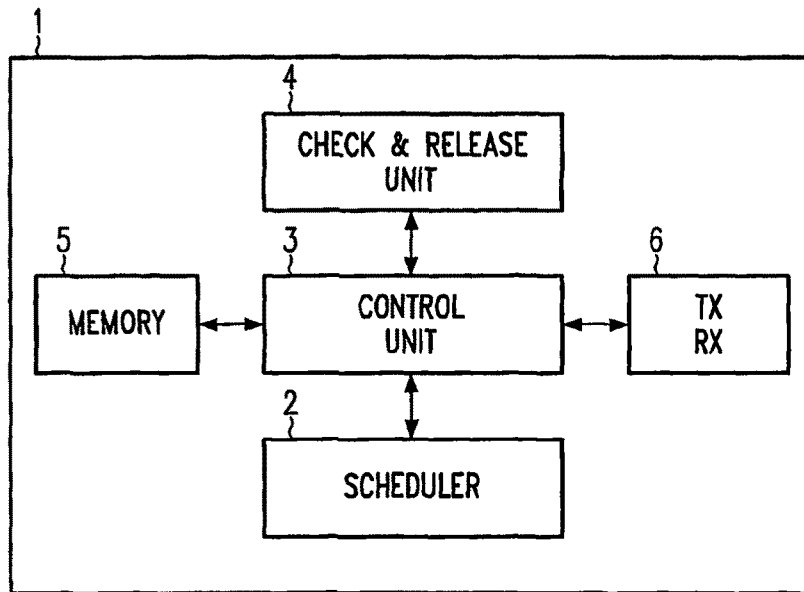 1
4
CHECK & RELEASE
UNIT
5
MEMORY
3
CONTROL
UNIT
6
TX
RX
2
SCHEDULER